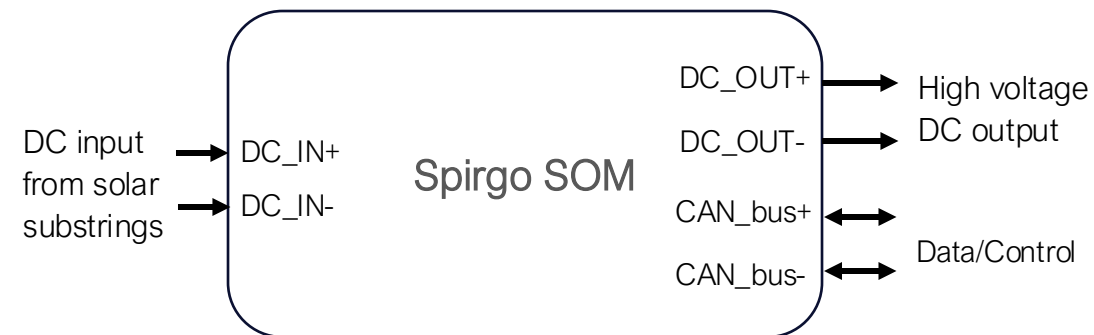 DC input
from solar
substrings
DC_IN+
DC_IN-
Spirgo SOM
DC_OUT+
DC_OUT-
CAN_bus+
CAN_bus-
High voltage
DC output
Data/Control